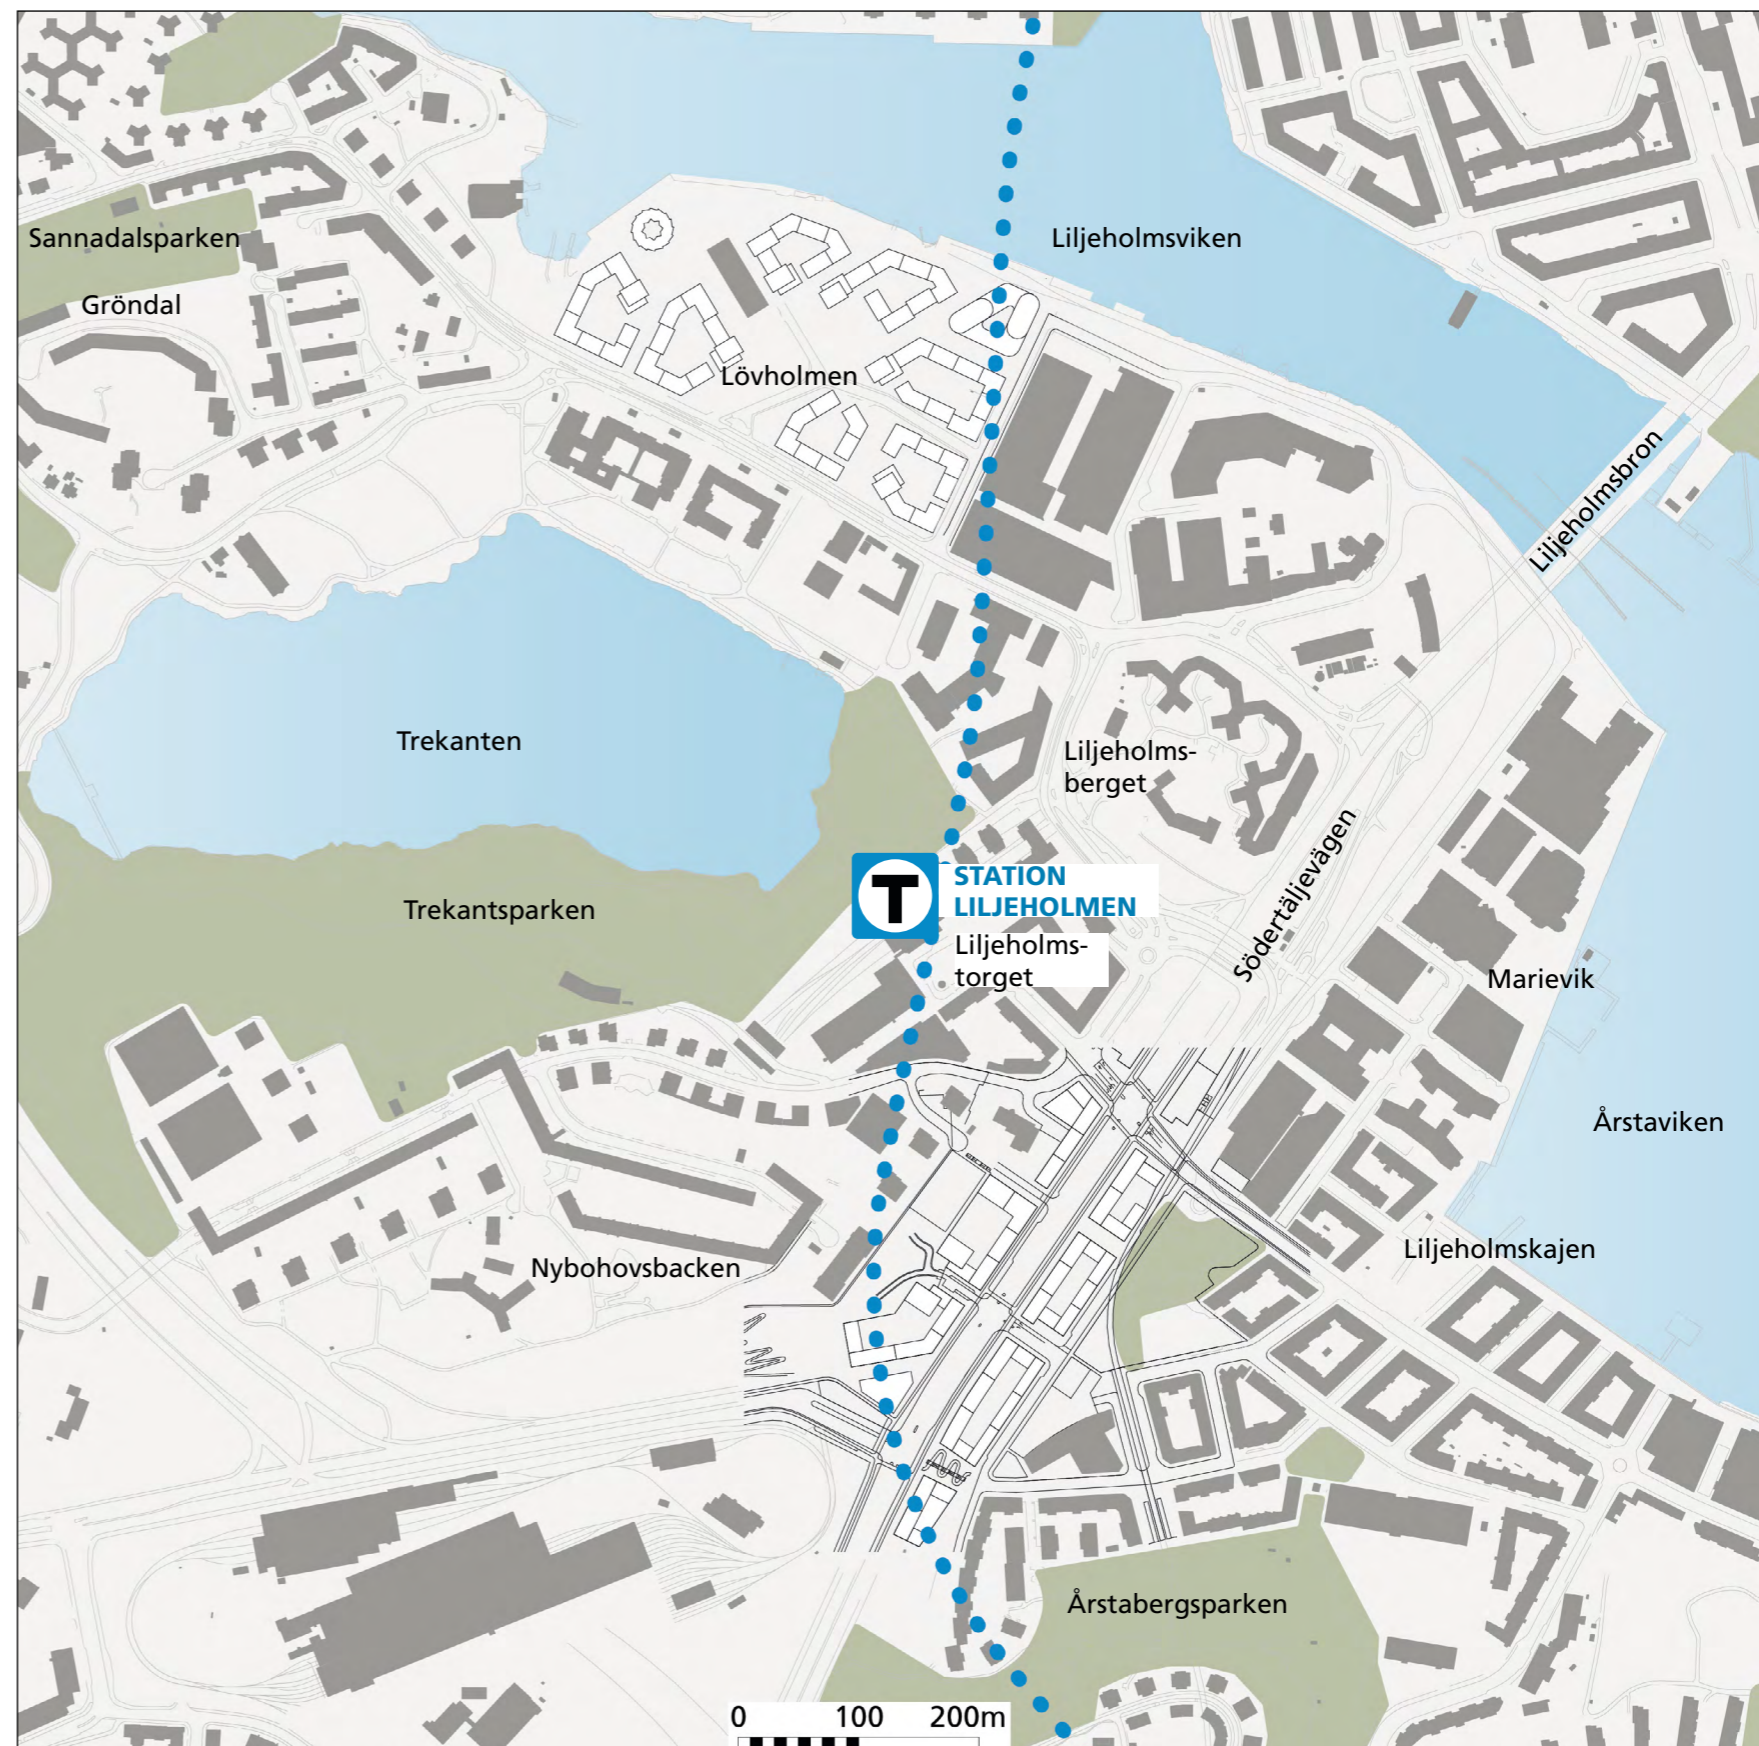 Sannadalsparken
Liljeholmsviken
Gröndal
Lövholmen
Liljeholmsbron
Trekanten
Liljeholms-
berget
Södertäljevägen
T
STATION
LILJEHOLMEN
Trekantsparken
Liljeholms-
torget
Marievik
Årstaviken
Liljeholmskajen
Nybohovsbacken
Årstabergsparken
0 100 200m